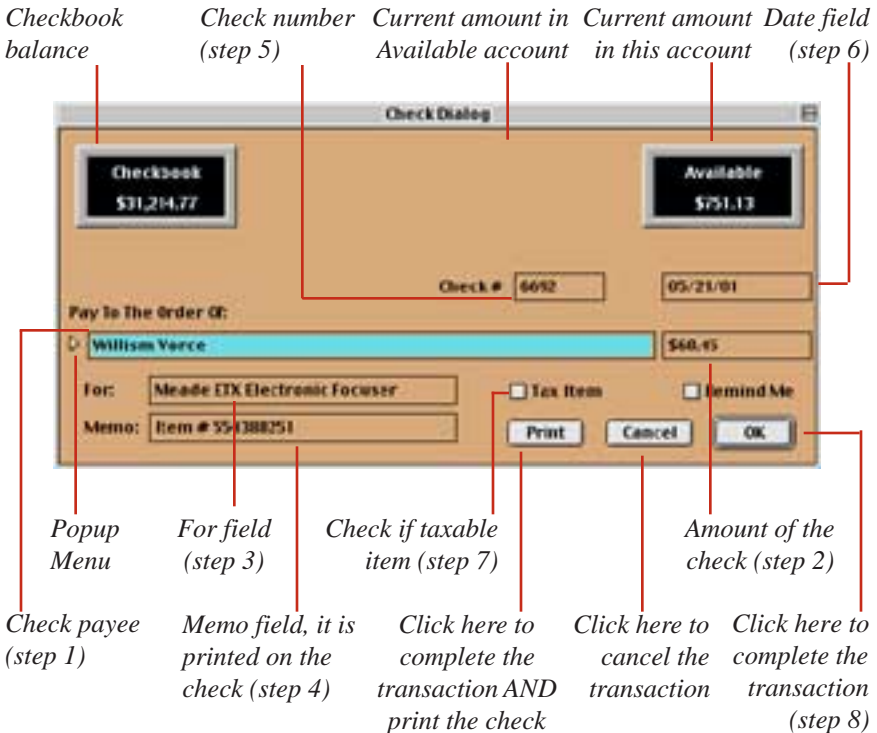 Checkbook balance
Check number (step 5)
Current amount in Available account
Current amount in this account
Date field (step 6)
Check Dialog
Checkbook
$31,214.77
Available
$751.13
Check # 6692
05/21/01
Pay To The Order Of:
Willism Vorce
$60.45
For: Meade ETX Electronic Focuser
Tax Item
Remind Me
Memo: Item # 554388251
Print
Cancel
OK
Popup Menu
For field (step 3)
Check if taxable item (step 7)
Amount of the check (step 2)
Check payee (step 1)
Memo field, it is printed on the check (step 4)
Click here to complete the transaction AND print the check
Click here to cancel the transaction
Click here to complete the transaction (step 8)